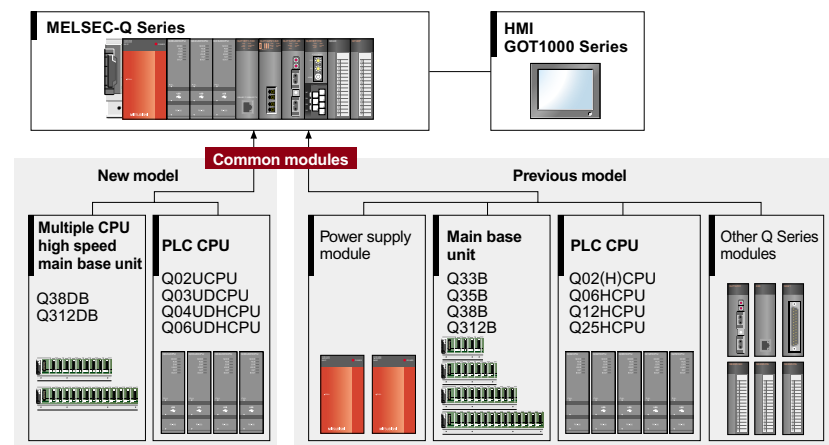 MELSEC-Q Series
HMI
GOT1000 Series
Common modules
New model
Previous model
Multiple CPU
high speed
main base unit
Q38DB
Q312DB
PLC CPU
Q02UCPU
Q03UDCPU
Q04UDHCPU
Q06UDHCPU
Power supply
module
Main base
unit
Q33B
Q35B
Q38B
Q312B
PLC CPU
Q02(H)CPU
Q06HCPU
Q12HCPU
Q25HCPU
Other Q Series
modules